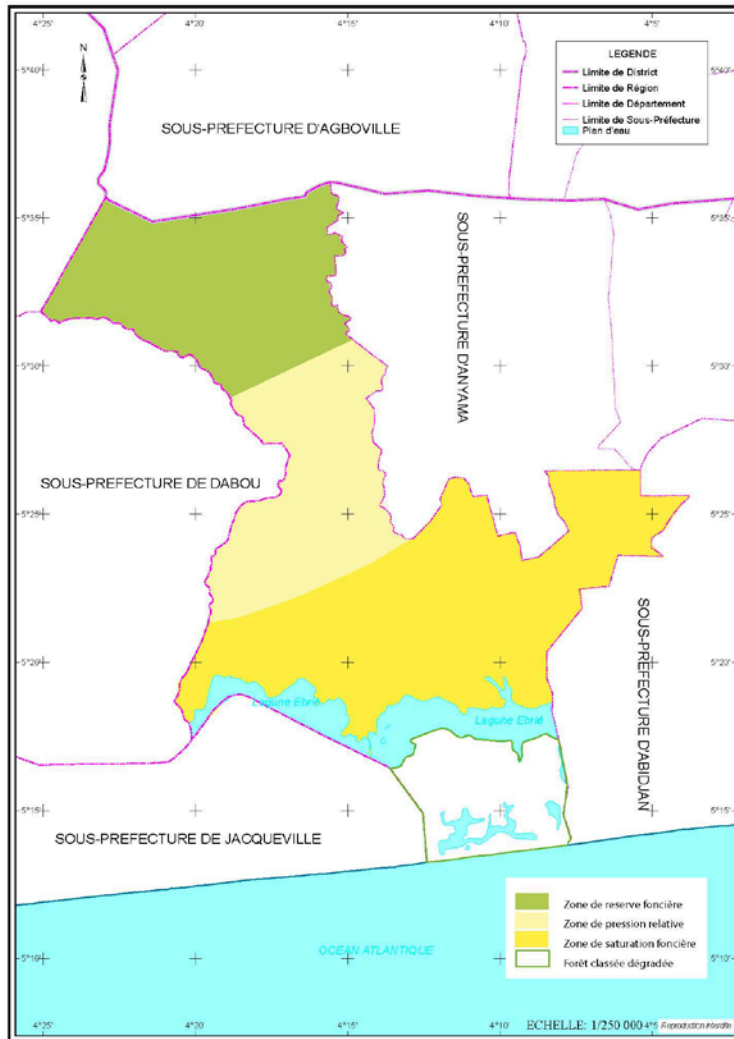 4°25' 4°20' 4°15' 4°10' 4°5'
N
LEGENDE
Limite de District
Limite de Région
Limite de Département
Limite de Sous-Préfecture
Plan d'eau
5°40' 5°40'
SOUS-PREFECTURE D'AGBOVILLE
5°35' 5°35'
SOUS-PREFECTURE D'ANYAMA
5°30' 5°30'
SOUS-PREFECTURE DE DABOU
5°25' 5°25'
SOUS-PREFECTURE D'ABIDJAN
5°20' 5°20'
Lagune Ebrié
Lagune Ebrié
5°15' 5°15'
SOUS-PREFECTURE DE JACQUEVILLE
Zone de reserve foncière
Zone de pression relative
Zone de saturation foncière
Forêt classée dégradée
OCEAN ATLANTIQUE
5°10' 5°10'
ECHELLE: 1/250 000
Reproduction interdite
4°25' 4°20' 4°15' 4°10' 4°5'